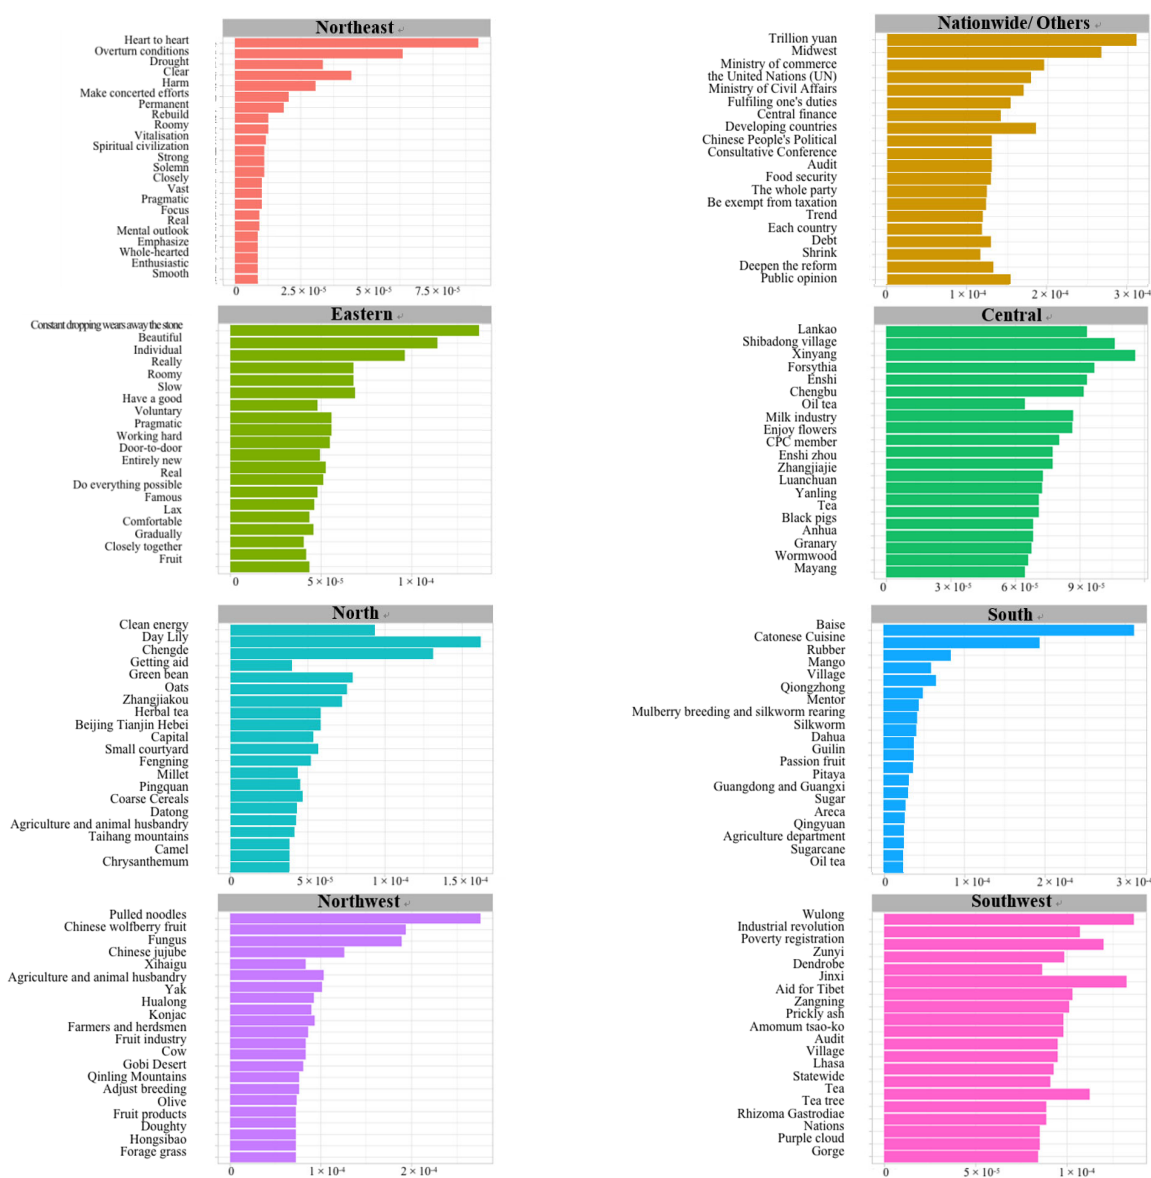 Northeast
Heart to heart
Overturn conditions
Drought
Clear
Harm
Make concerted efforts
Permanent
Rebuild
Roomy
Vitalisation
Spiritual civilization
Strong
Solemn
Closely
Vast
Pragmatic
Focus
Real
Mental outlook
Emphasize
Whole-hearted
Enthusiastic
Smooth
0 2.5 × 10⁻⁵ 5 × 10⁻⁵ 7.5 × 10⁻⁵
Nationwide/ Others
Trillion yuan
Midwest
Ministry of commerce
the United Nations (UN)
Ministry of Civil Affairs
Fulfiling one's duties
Central finance
Developing countries
Chinese People's Political
Consultative Conference
Audit
Food security
The whole party
Be exempt from taxation
Trend
Each country
Debt
Shrink
Deepen the reform
Public opinion
0 1 × 10⁻⁴ 2 × 10⁻⁴ 3 × 10⁻⁴
Eastern
Constant dropping wears away the stone
Beautiful
Individual
Really
Roomy
Slow
Have a good
Voluntary
Pragmatic
Working hard
Door-to-door
Entirely new
Real
Do everything possible
Famous
Lax
Comfortable
Gradually
Closely together
Fruit
0 5 × 10⁻⁵ 1 × 10⁻⁴
Central
Lankao
Shibadong village
Xinyang
Forsythia
Enshi
Chengbu
Oil tea
Milk industry
Enjoy flowers
CPC member
Enshi zhou
Zhangjiajie
Luanchuan
Yanling
Tea
Black pigs
Anhua
Granary
Wormwood
Mayang
0 3 × 10⁻⁵ 6 × 10⁻⁵ 9 × 10⁻⁵
North
Clean energy
Day Lily
Chengde
Getting aid
Green bean
Oats
Zhangjiakou
Herbal tea
Beijing Tianjin Hebei
Capital
Small courtyard
Fengning
Millet
Pingquan
Coarse Cereals
Datong
Agriculture and animal husbandry
Taihang mountains
Camel
Chrysanthemum
0 5 × 10⁻⁵ 1 × 10⁻⁴ 1.5 × 10⁻⁴
South
Baise
Catonese Cuisine
Rubber
Mango
Village
Qiongzhong
Mentor
Mulberry breeding and silkworm rearing
Silkworm
Dahua
Guilin
Passion fruit
Pitaya
Guangdong and Guangxi
Sugar
Areca
Qingyuan
Agriculture department
Sugarcane
Oil tea
0 1 × 10⁻⁴ 2 × 10⁻⁴ 3 × 10⁻⁴
Northwest
Pulled noodles
Chinese wolfberry fruit
Fungus
Chinese jujube
Xihaigu
Agriculture and animal husbandry
Yak
Hualong
Konjac
Farmers and herdsmen
Fruit industry
Cow
Gobi Desert
Qinling Mountains
Adjust breeding
Olive
Fruit products
Doughty
Hongsibao
Forage grass
0 1 × 10⁻⁴ 2 × 10⁻⁴
Southwest
Wulong
Industrial revolution
Poverty registration
Zunyi
Dendrobe
Jinxi
Aid for Tibet
Zangning
Prickly ash
Amomum tsao-ko
Audit
Village
Lhasa
Statewide
Tea
Tea tree
Rhizoma Gastrodiae
Nations
Purple cloud
Gorge
0 5 × 10⁻⁵ 1 × 10⁻⁴